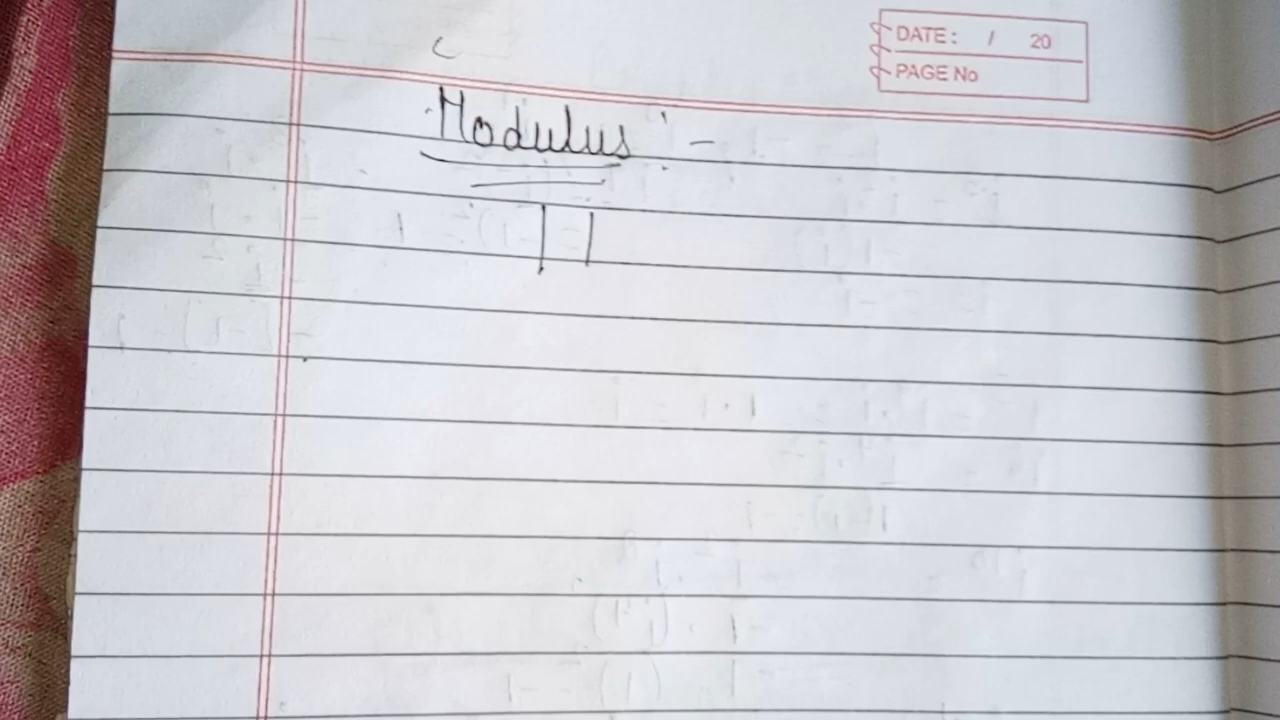 DATE: / 20
PAGE No
Modulus :-
| |